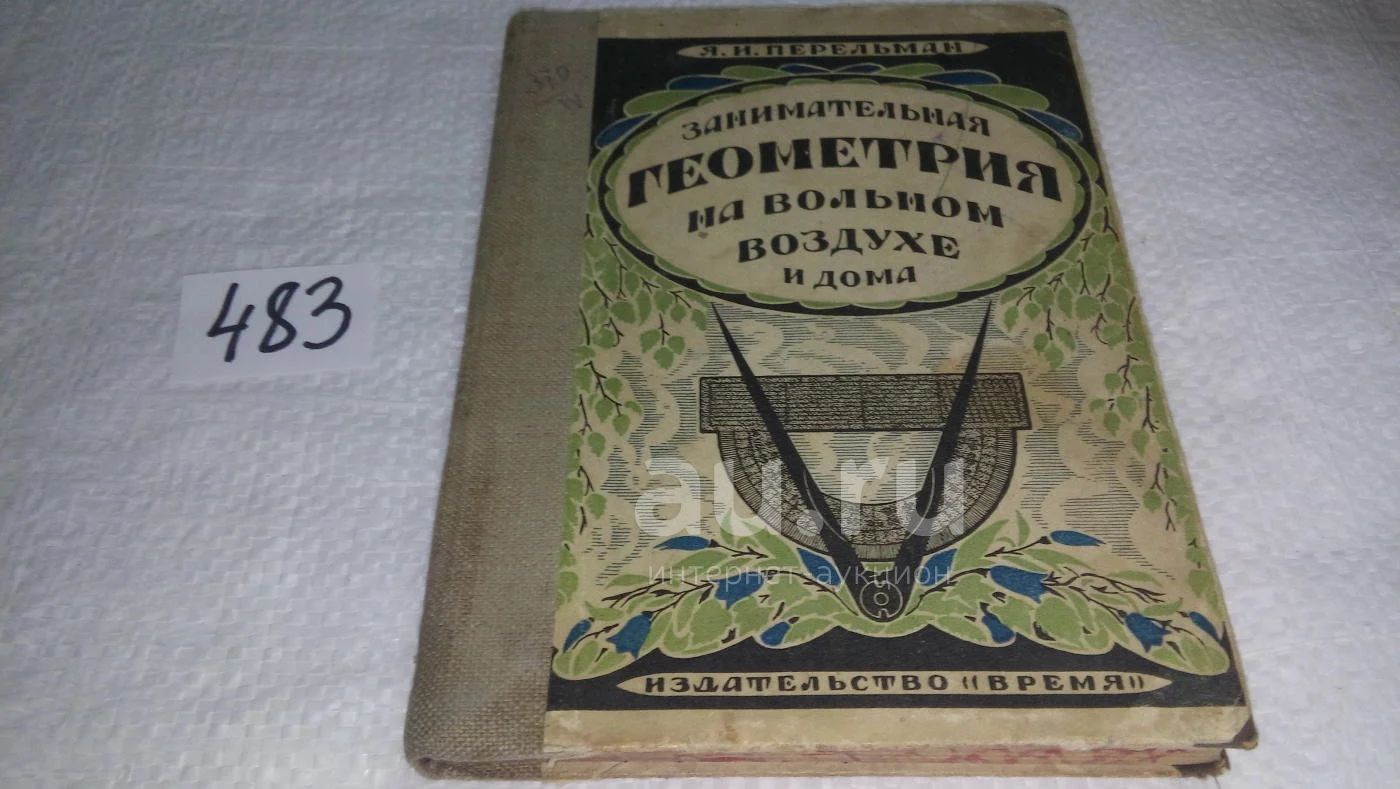 Я. И. ПЕРЕЛЬМАН
ЗАНИМАТЕЛЬНАЯ
ГЕОМЕТРИЯ
НА ВОЛЬНОМ
ВОЗДУХЕ
И ДОМА
483
au.ru
интернет аукцион
ИЗДАТЕЛЬСТВО «ВРЕМЯ»